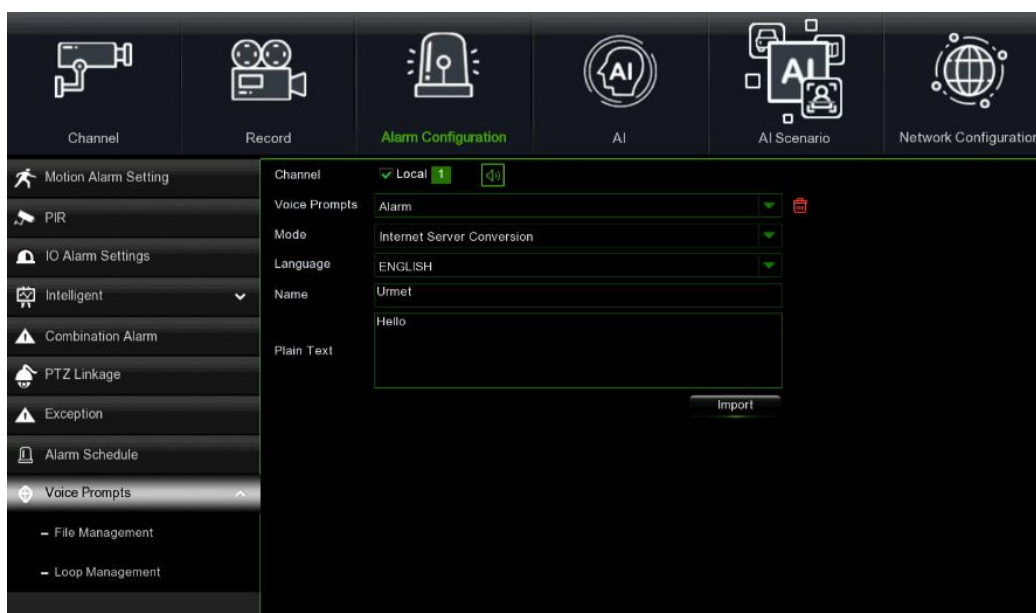 AI
AI
Channel
Record
Alarm Configuration
AI
AI Scenario
Network Configuration
Motion Alarm Setting
PIR
IO Alarm Settings
Intelligent
Combination Alarm
PTZ Linkage
Exception
Alarm Schedule
Voice Prompts
File Management
Loop Management
Channel Local 1
Voice Prompts Alarm
Mode Internet Server Conversion
Language ENGLISH
Name Urmet
Plain Text Hello
Import